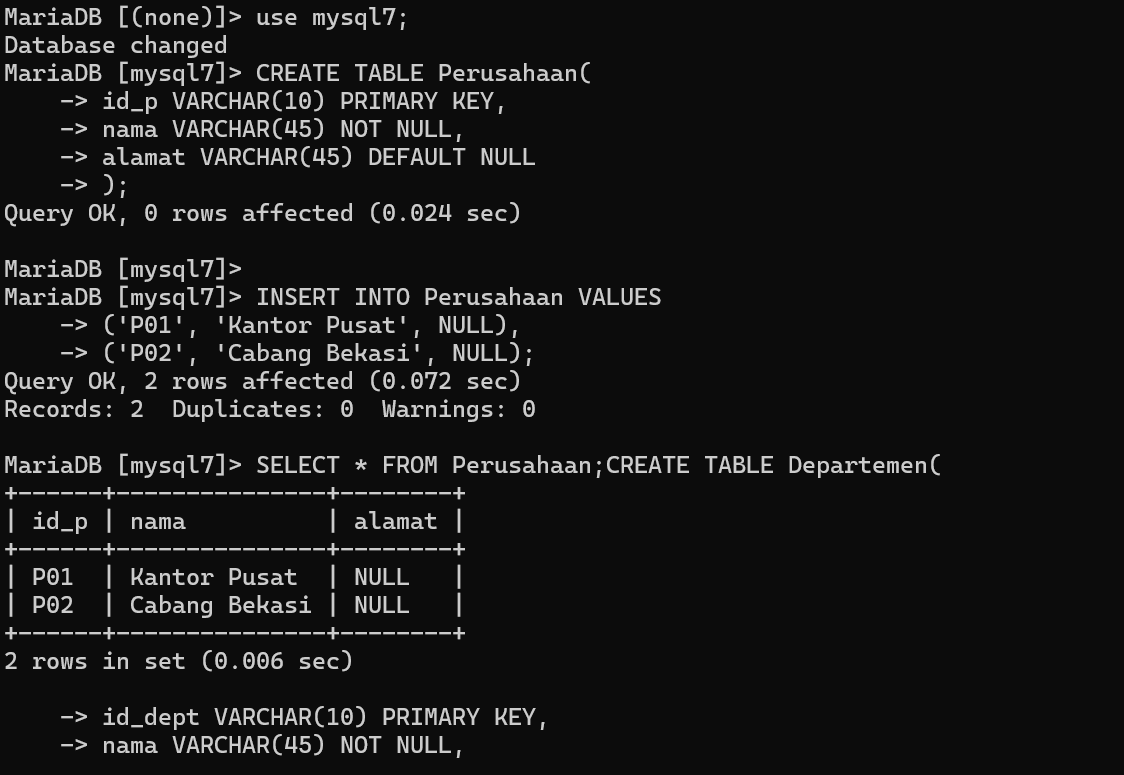 MariaDB [(none)]> use mysql7;
Database changed
MariaDB [mysql7]> CREATE TABLE Perusahaan(
    -> id_p VARCHAR(10) PRIMARY KEY,
    -> nama VARCHAR(45) NOT NULL,
    -> alamat VARCHAR(45) DEFAULT NULL
    -> );
Query OK, 0 rows affected (0.024 sec)

MariaDB [mysql7]>
MariaDB [mysql7]> INSERT INTO Perusahaan VALUES
    -> ('P01', 'Kantor Pusat', NULL),
    -> ('P02', 'Cabang Bekasi', NULL);
Query OK, 2 rows affected (0.072 sec)
Records: 2  Duplicates: 0  Warnings: 0

MariaDB [mysql7]> SELECT * FROM Perusahaan;CREATE TABLE Departemen(
+------+---------------+--------+
| id_p | nama          | alamat |
+------+---------------+--------+
| P01  | Kantor Pusat  | NULL   |
| P02  | Cabang Bekasi | NULL   |
+------+---------------+--------+
2 rows in set (0.006 sec)

    -> id_dept VARCHAR(10) PRIMARY KEY,
    -> nama VARCHAR(45) NOT NULL,